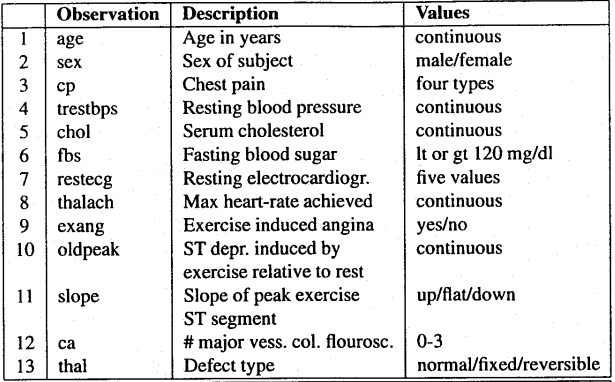 Observation Description Values
1 age Age in years continuous
2 sex Sex of subject male/female
3 cp Chest pain four types
4 trestbps Resting blood pressure continuous
5 chol Serum cholesterol continuous
6 fbs Fasting blood sugar lt or gt 120 mg/dl
7 restecg Resting electrocardiogr. five values
8 thalach Max heart-rate achieved continuous
9 exang Exercise induced angina yes/no
10 oldpeak ST depr. induced by continuous
exercise relative to rest
11 slope Slope of peak exercise up/flat/down
ST segment
12 ca # major vess. col. flourosc. 0-3
13 thal Defect type normal/fixed/reversible